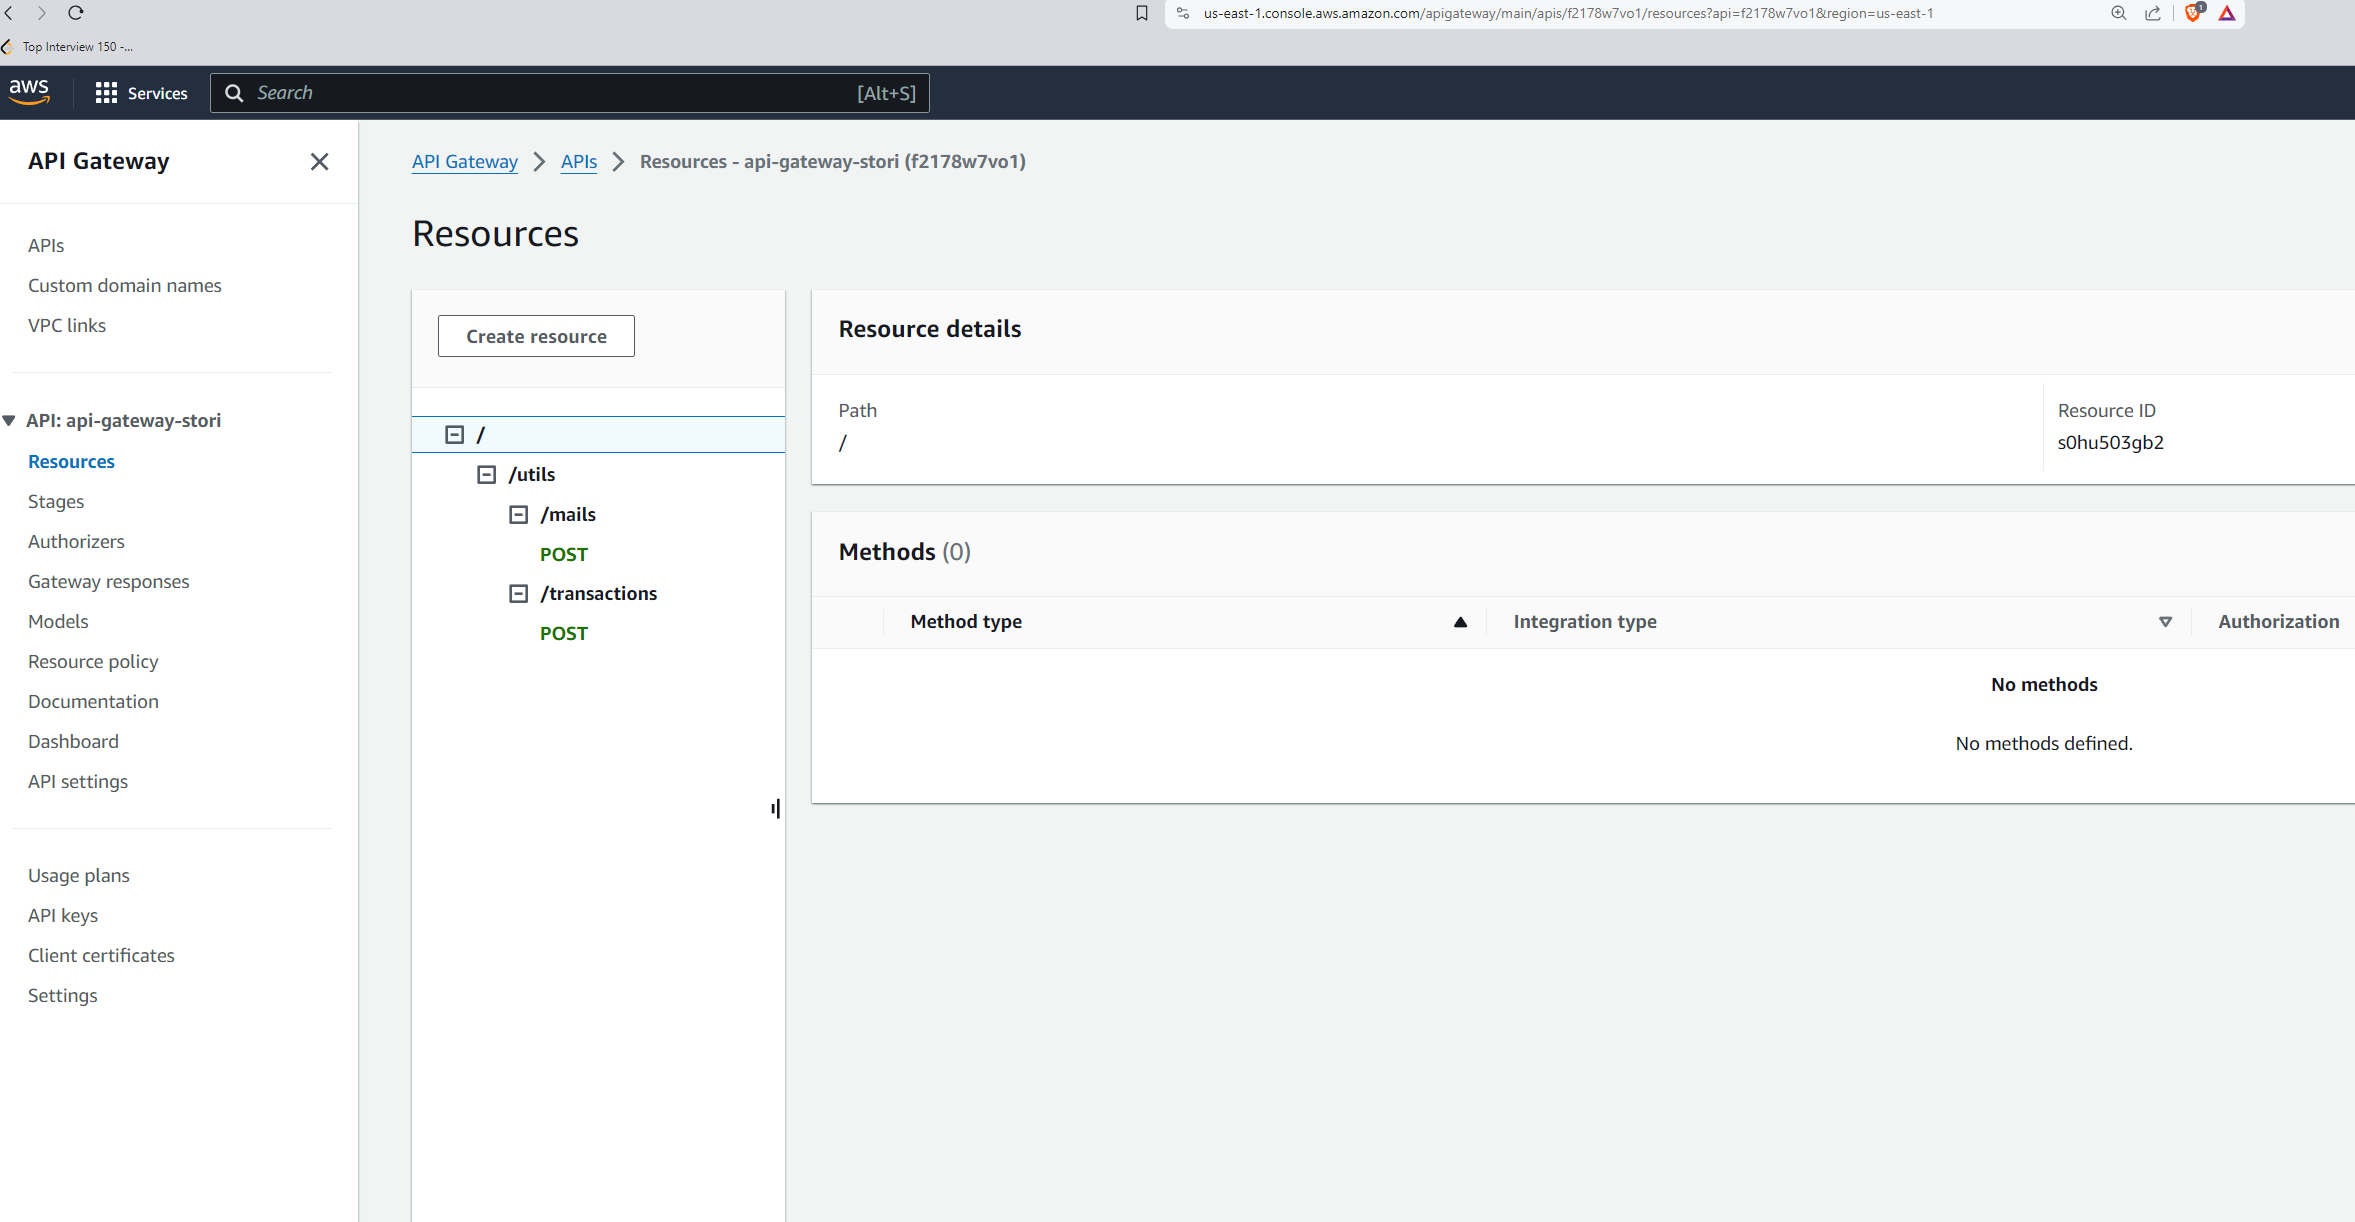 us-east-1.console.aws.amazon.com/apigateway/main/apis/f2178w7vo1/resources?api=f2178w7vo1&region=us-east-1
1
Top Interview 150 -...
aws
Services
Search
[Alt+S]
API Gateway
APIs
Custom domain names
VPC links
API: api-gateway-stori
Resources
Stages
Authorizers
Gateway responses
Models
Resource policy
Documentation
Dashboard
API settings
Usage plans
API keys
Client certificates
Settings
API Gateway > APIs > Resources - api-gateway-stori (f2178w7vo1)
Resources
Create resource
/
/utils
/mails
POST
/transactions
POST
Resource details
Path
/
Resource ID
s0hu503gb2
Methods (0)
Method type
Integration type
Authorization
No methods
No methods defined.